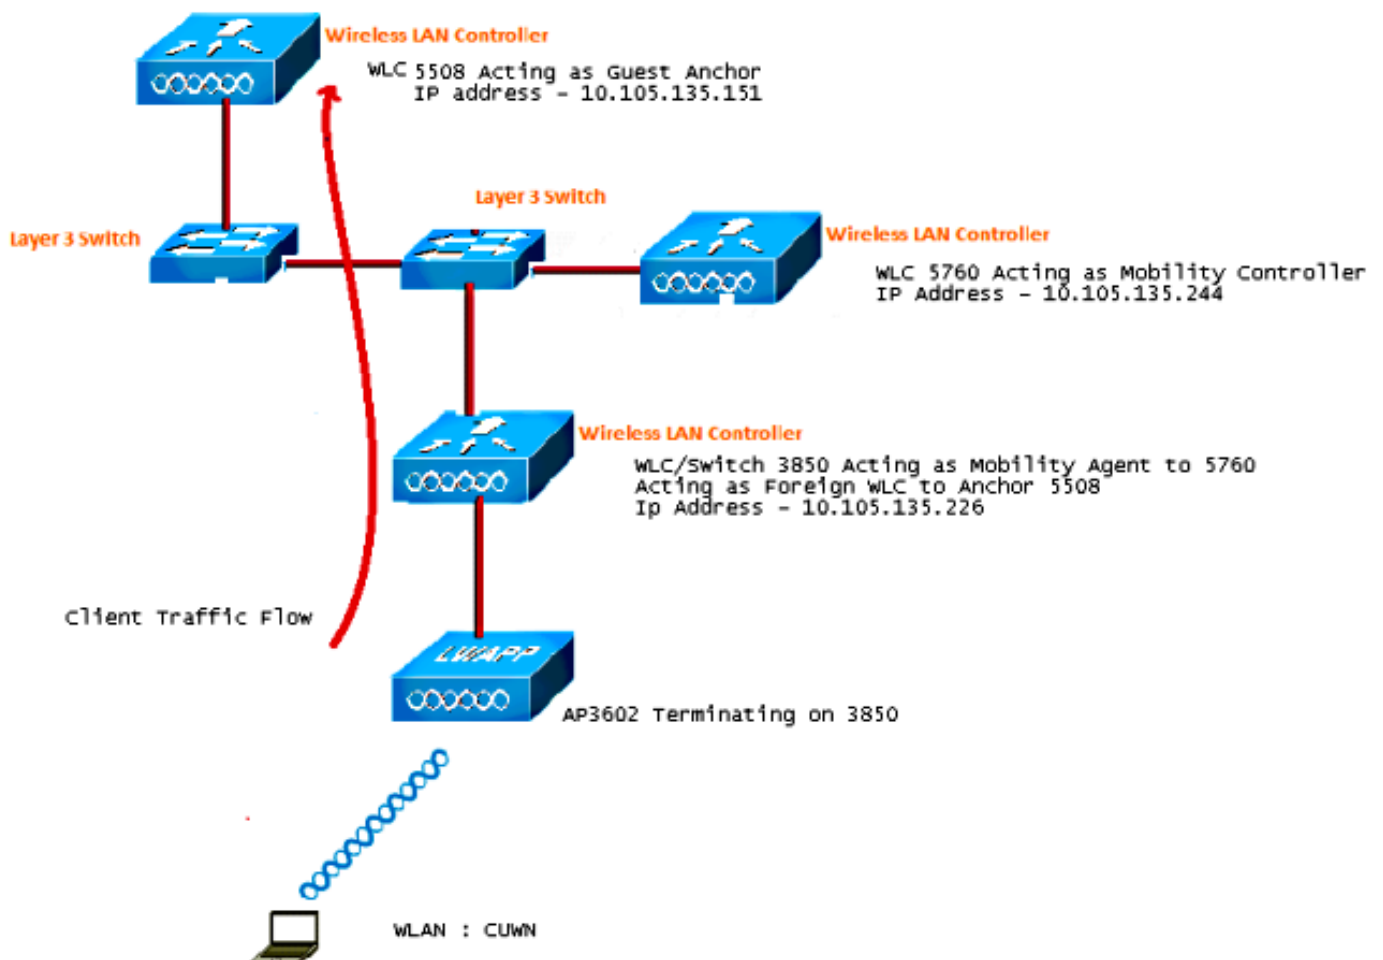 Wireless LAN Controller
WLC 5508 Acting as Guest Anchor
IP address - 10.105.135.151
Layer 3 Switch
Layer 3 Switch
Wireless LAN Controller
WLC 5760 Acting as Mobility Controller
IP Address - 10.105.135.244
Wireless LAN Controller
WLC/Switch 3850 Acting as Mobility Agent to 5760
Acting as Foreign WLC to Anchor 5508
Ip Address - 10.105.135.226
Client Traffic Flow
LWAPP
AP3602 Terminating on 3850
WLAN : CUWN